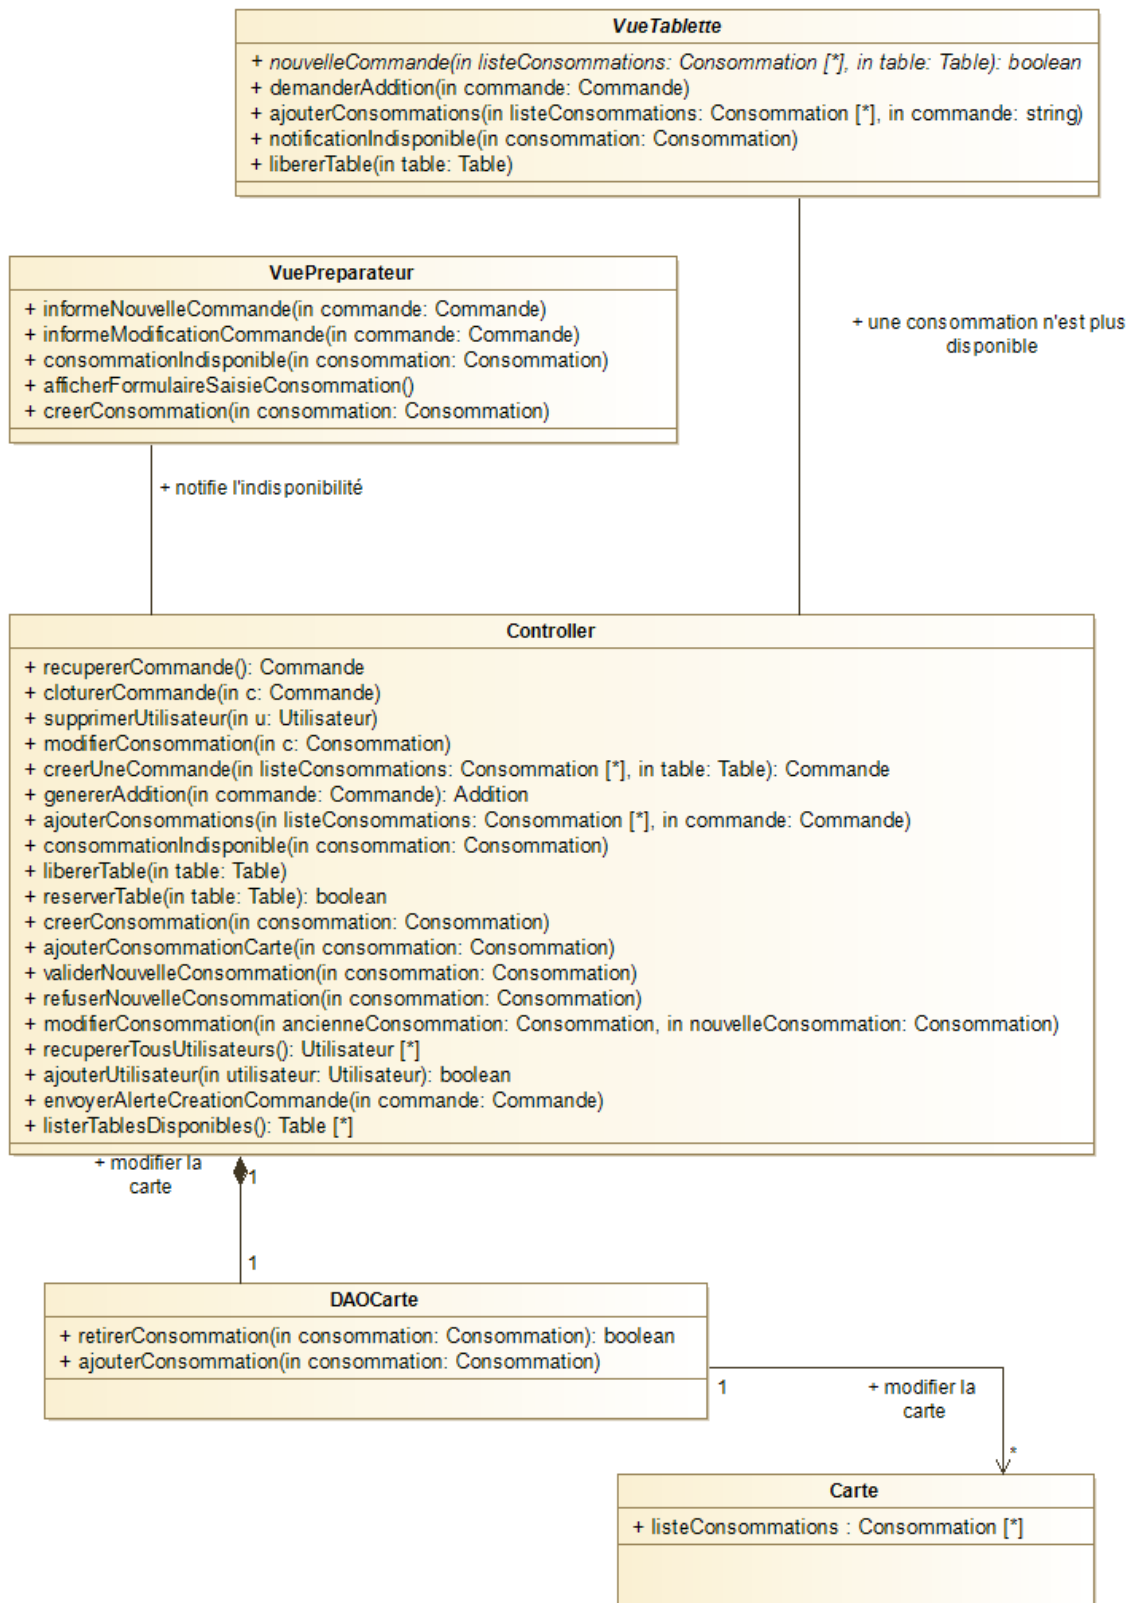 VueTablette
+ nouvelleCommande(in listeConsommations: Consommation [*], in table: Table): boolean
+ demanderAddition(in commande: Commande)
+ ajouterConsommations(in listeConsommations: Consommation [*], in commande: string)
+ notificationIndisponible(in consommation: Consommation)
+ libererTable(in table: Table)
VuePreparateur
+ informeNouvelleCommande(in commande: Commande)
+ informeModificationCommande(in commande: Commande)
+ consommationIndisponible(in consommation: Consommation)
+ afficherFormulaireSaisieConsommation()
+ creerConsommation(in consommation: Consommation)
+ une consommation n'est plus
disponible
+ notifie l'indisponibilité
Controller
+ recupererCommande(): Commande
+ cloturerCommande(in c: Commande)
+ supprimerUtilisateur(in u: Utilisateur)
+ modifierConsommation(in c: Consommation)
+ creerUneCommande(in listeConsommations: Consommation [*], in table: Table): Commande
+ genererAddition(in commande: Commande): Addition
+ ajouterConsommations(in listeConsommations: Consommation [*], in commande: Commande)
+ consommationIndisponible(in consommation: Consommation)
+ libererTable(in table: Table)
+ reserverTable(in table: Table): boolean
+ creerConsommation(in consommation: Consommation)
+ ajouterConsommationCarte(in consommation: Consommation)
+ validerNouvelleConsommation(in consommation: Consommation)
+ refuserNouvelleConsommation(in consommation: Consommation)
+ modifierConsommation(in ancienneConsommation: Consommation, in nouvelleConsommation: Consommation)
+ recupererTousUtilisateurs(): Utilisateur [*]
+ ajouterUtilisateur(in utilisateur: Utilisateur): boolean
+ envoyerAlerteCreationCommande(in commande: Commande)
+ listerTablesDisponibles(): Table [*]
+ modifier la
carte
1
1
DAOCarte
+ retirerConsommation(in consommation: Consommation): boolean
+ ajouterConsommation(in consommation: Consommation)
1
+ modifier la
carte
*
Carte
+ listeConsommations : Consommation [*]